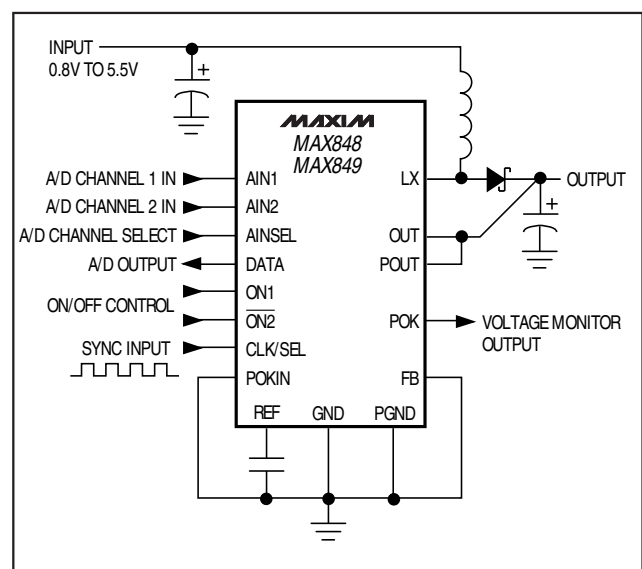 INPUT
0.8V TO 5.5V
MAXIM
MAX848
MAX849
A/D CHANNEL 1 IN
AIN1
LX
OUTPUT
A/D CHANNEL 2 IN
AIN2
A/D CHANNEL SELECT
AINSEL
OUT
A/D OUTPUT
DATA
POUT
ON/OFF CONTROL
ON1
ON2
POK
VOLTAGE MONITOR
OUTPUT
SYNC INPUT
CLK/SEL
POKIN
FB
REF
GND
PGND
+
+